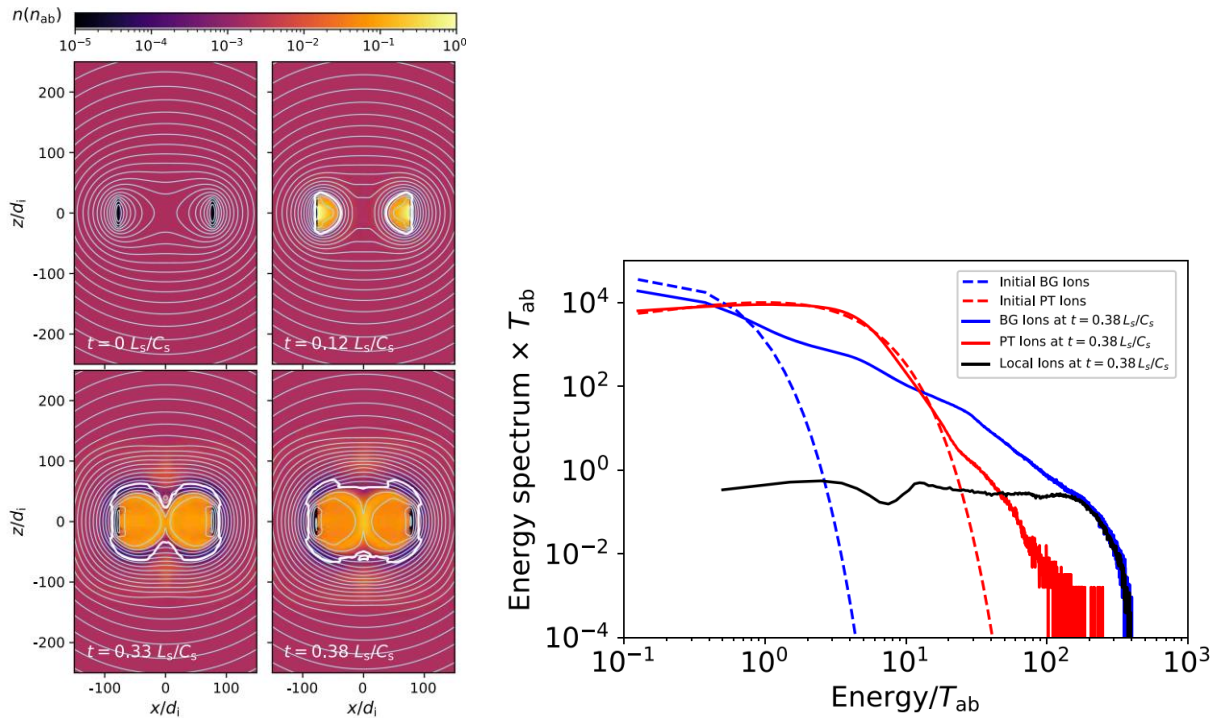 n(n_ab)
10^-5 10^-4 10^-3 10^-2 10^-1 10^0
200
100
0
-100
-200
z/d_i
t = 0 L_s/C_s
t = 0.12 L_s/C_s
200
100
0
-100
-200
z/d_i
t = 0.33 L_s/C_s
t = 0.38 L_s/C_s
-100 0 100
-100 0 100
x/d_i
x/d_i
Energy spectrum × T_ab
10^4
10^2
10^0
10^-2
10^-4
Initial BG Ions
Initial PT Ions
BG Ions at t = 0.38 L_s/C_s
PT Ions at t = 0.38 L_s/C_s
Local Ions at t = 0.38 L_s/C_s
10^-1 10^0 10^1 10^2 10^3
Energy/T_ab